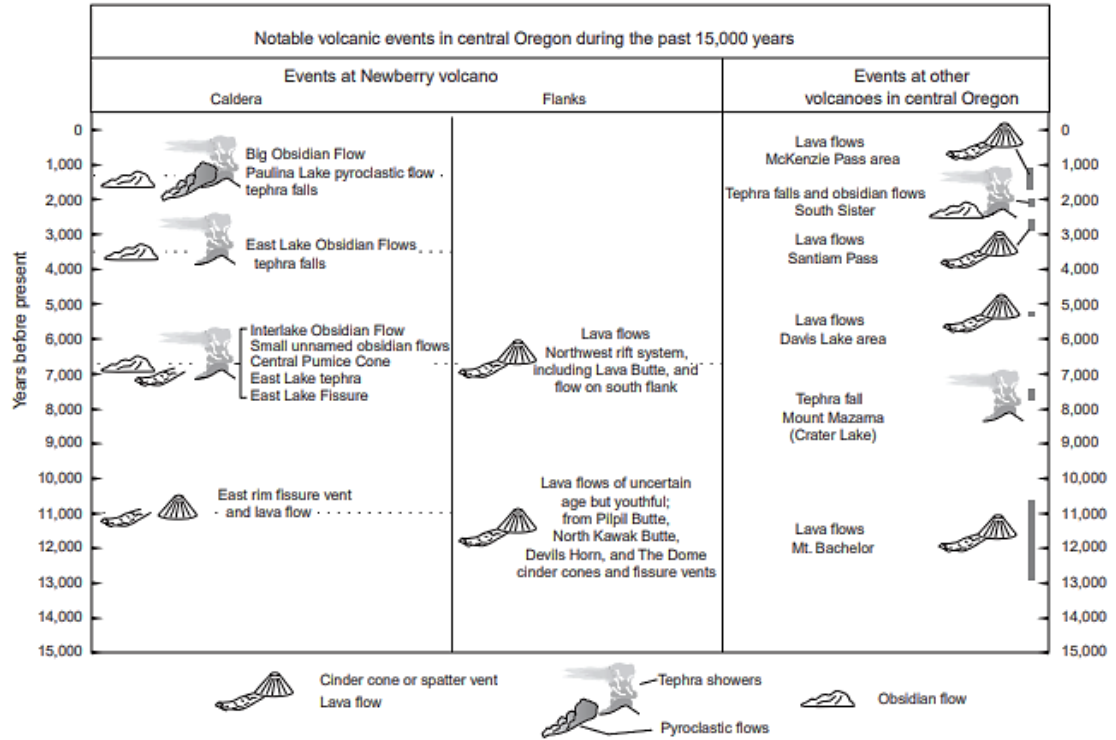 Notable volcanic events in central Oregon during the past 15,000 years
Events at Newberry volcano
Caldera
Flanks
Events at other
volcanoes in central Oregon
Years before present
0
1,000
2,000
3,000
4,000
5,000
6,000
7,000
8,000
9,000
10,000
11,000
12,000
13,000
14,000
15,000
Big Obsidian Flow
Paulina Lake pyroclastic flow
tephra falls
East Lake Obsidian Flows
tephra falls
Interlake Obsidian Flow
Small unnamed obsidian flows
Central Pumice Cone
East Lake tephra
East Lake Fissure
East rim fissure vent
and lava flow
Lava flows
Northwest rift system,
including Lava Butte, and
flow on south flank
Lava flows of uncertain
age but youthful;
from Pilpil Butte,
North Kawak Butte,
Devils Horn, and The Dome
cinder cones and fissure vents
Lava flows
McKenzie Pass area
Tephra falls and obsidian flows
South Sister
Lava flows
Santiam Pass
Lava flows
Davis Lake area
Tephra fall
Mount Mazama
(Crater Lake)
Lava flows
Mt. Bachelor
0
1,000
2,000
3,000
4,000
5,000
6,000
7,000
8,000
9,000
10,000
11,000
12,000
13,000
14,000
15,000
Cinder cone or spatter vent
Lava flow
Tephra showers
Pyroclastic flows
Obsidian flow